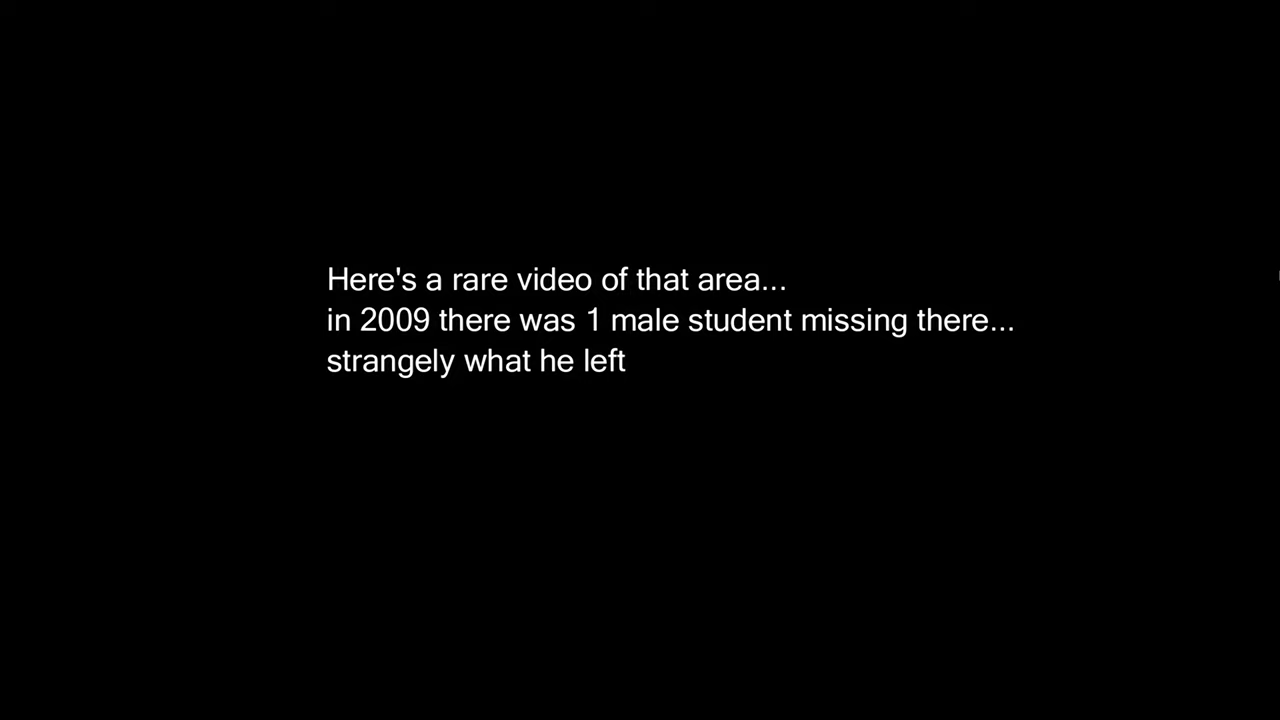 Here's a rare video of that area...
in 2009 there was 1 male student missing there...
strangely what he left